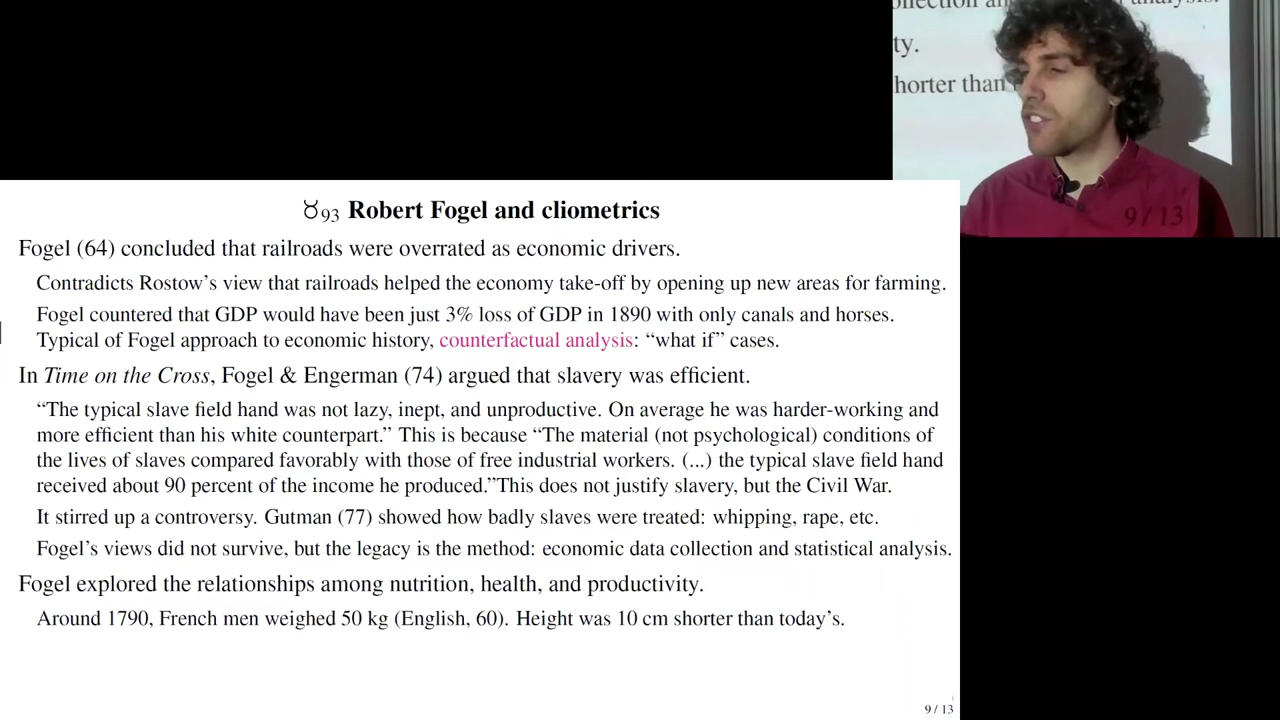 ollection an analysis.
ty.
horter than
9 / 13
♉93 Robert Fogel and cliometrics
Fogel (64) concluded that railroads were overrated as economic drivers.
Contradicts Rostow’s view that railroads helped the economy take-off by opening up new areas for farming.
Fogel countered that GDP would have been just 3% loss of GDP in 1890 with only canals and horses.
Typical of Fogel approach to economic history, counterfactual analysis: “what if” cases.
In Time on the Cross, Fogel & Engerman (74) argued that slavery was efficient.
“The typical slave field hand was not lazy, inept, and unproductive. On average he was harder-working and
more efficient than his white counterpart.” This is because “The material (not psychological) conditions of
the lives of slaves compared favorably with those of free industrial workers. (...) the typical slave field hand
received about 90 percent of the income he produced.”This does not justify slavery, but the Civil War.
It stirred up a controversy. Gutman (77) showed how badly slaves were treated: whipping, rape, etc.
Fogel’s views did not survive, but the legacy is the method: economic data collection and statistical analysis.
Fogel explored the relationships among nutrition, health, and productivity.
Around 1790, French men weighed 50 kg (English, 60). Height was 10 cm shorter than today’s.
9 / 13